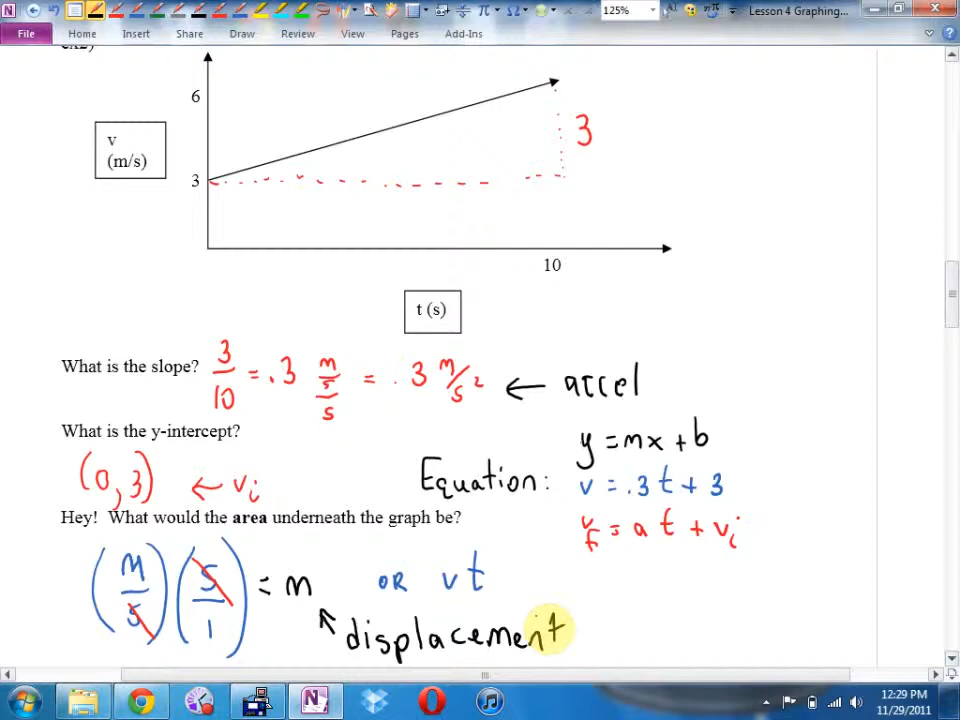 125%
Lesson 4 Graphing...
File Home Insert Share Draw Review View Pages Add-Ins
ex2)
6
v
(m/s)
3
3
10
t (s)
What is the slope? 3/10 = .3 m/s/s = .3 m/s² ← accel
What is the y-intercept?
y = mx + b
(0, 3) ← vi
Equation: v = .3t + 3
Hey! What would the area underneath the graph be?
vf = at + vi
(m/s)(s/1) = m OR vt
displacement
12:29 PM
11/29/2011